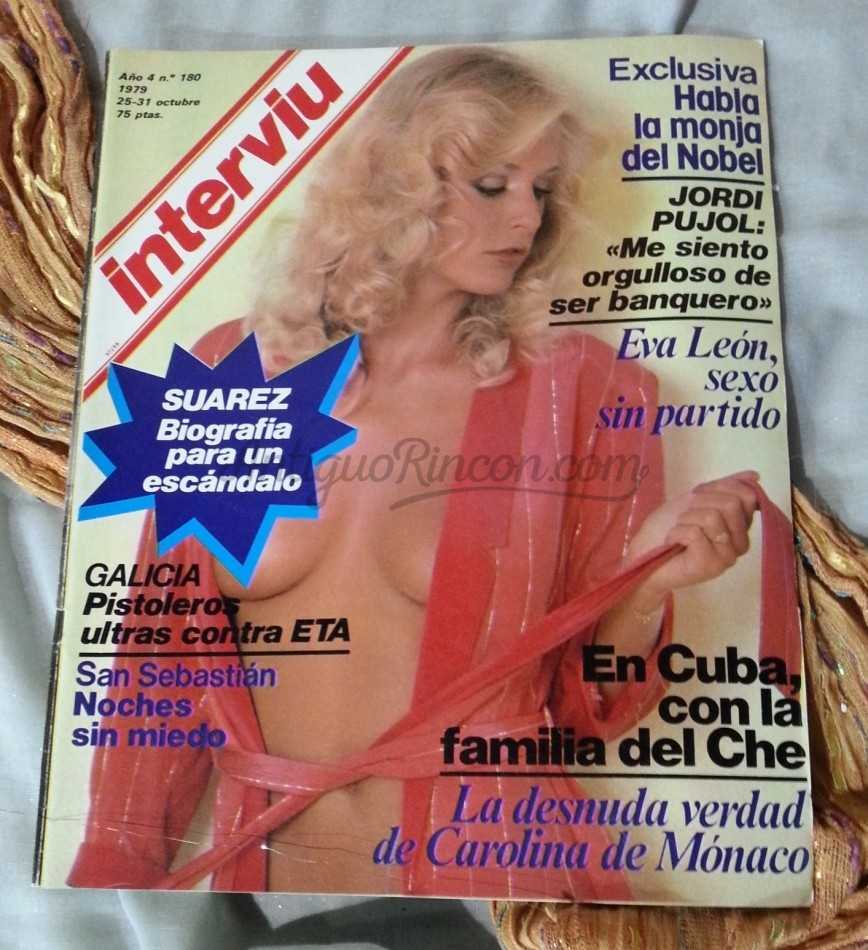 Año 4 n.º 180
1979
25-31 octubre
75 ptas.
interviu
Exclusiva
Habla
la monja
del Nobel
JORDI
PUJOL:
«Me siento
orgulloso de
ser banquero»
Eva León,
sexo
sin partido
SUAREZ
Biografia
para un
escándalo
AntiguoRincon.com
GALICIA
Pistoleros
ultras contra ETA
San Sebastián
Noches
sin miedo
En Cuba,
con la
familia del Che
La desnuda verdad
de Carolina de Mónaco